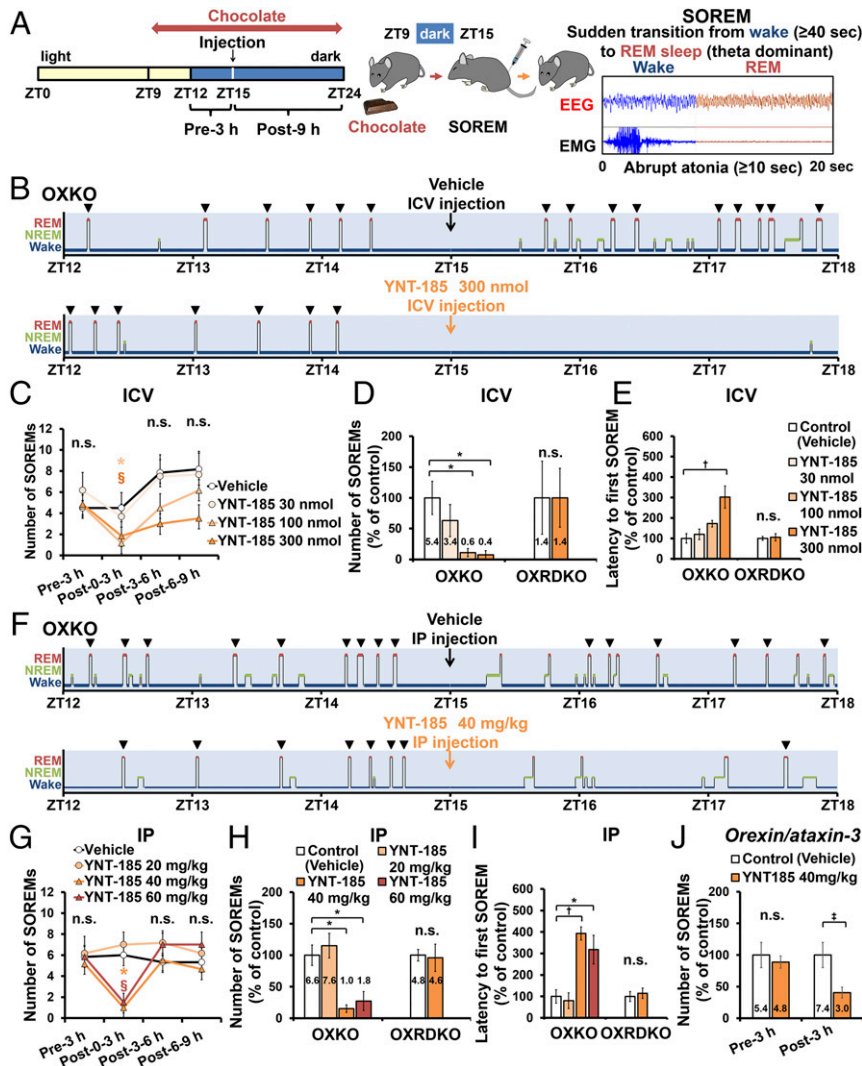 A
Chocolate
Injection
light
dark
ZT0
ZT9
ZT12
ZT15
ZT24
Pre-3 h
Post-9 h
ZT9 dark ZT15
Chocolate
SOREM
SOREM
Sudden transition from wake (≥40 sec)
to REM sleep (theta dominant)
Wake
REM
EEG
EMG
0
Abrupt atonia (≥10 sec)
20 sec
B
OXKO
Vehicle
ICV injection
REM
NREM
Wake
ZT12
ZT13
ZT14
ZT15
ZT16
ZT17
ZT18
YNT-185 300 nmol
ICV injection
REM
NREM
Wake
ZT12
ZT13
ZT14
ZT15
ZT16
ZT17
ZT18
C
ICV
Number of SOREMs
12
10
8
6
4
2
0
n.s.
*
§
n.s.
n.s.
Vehicle
YNT-185 30 nmol
YNT-185 100 nmol
YNT-185 300 nmol
Pre-3 h
Post-0-3 h
Post-3-6 h
Post-6-9 h
D
ICV
Number of SOREMs
(% of control)
200
150
100
50
0
*
*
n.s.
5.4
3.4
0.6
0.4
1.4
1.4
OXKO
OXRDKO
E
ICV
Latency to first SOREM
(% of control)
600
500
400
300
200
100
0
†
n.s.
OXKO
OXRDKO
Control
(Vehicle)
YNT-185
30 nmol
YNT-185
100 nmol
YNT-185
300 nmol
F
OXKO
Vehicle
IP injection
REM
NREM
Wake
ZT12
ZT13
ZT14
ZT15
ZT16
ZT17
ZT18
YNT-185 40 mg/kg
IP injection
REM
NREM
Wake
ZT12
ZT13
ZT14
ZT15
ZT16
ZT17
ZT18
G
IP
Vehicle
YNT-185 20 mg/kg
YNT-185 40 mg/kg
YNT-185 60 mg/kg
Number of SOREMs
12
10
8
6
4
2
0
n.s.
*
§
n.s.
n.s.
Pre-3 h
Post-0-3 h
Post-3-6 h
Post-6-9 h
H
IP
Control
(Vehicle)
YNT-185
20 mg/kg
YNT-185
40 mg/kg
YNT-185
60 mg/kg
Number of SOREMs
(% of control)
200
150
100
50
0
*
*
n.s.
6.6
7.6
1.0
1.8
4.8
4.6
OXKO
OXRDKO
I
IP
Latency to first SOREM
(% of control)
600
500
400
300
200
100
0
*
†
n.s.
OXKO
OXRDKO
J
Orexin/ataxin-3
Control (Vehicle)
YNT185 40mg/kg
Number of SOREMs
(% of control)
200
150
100
50
0
n.s.
‡
5.4
4.8
7.4
3.0
Pre-3 h
Post-3 h